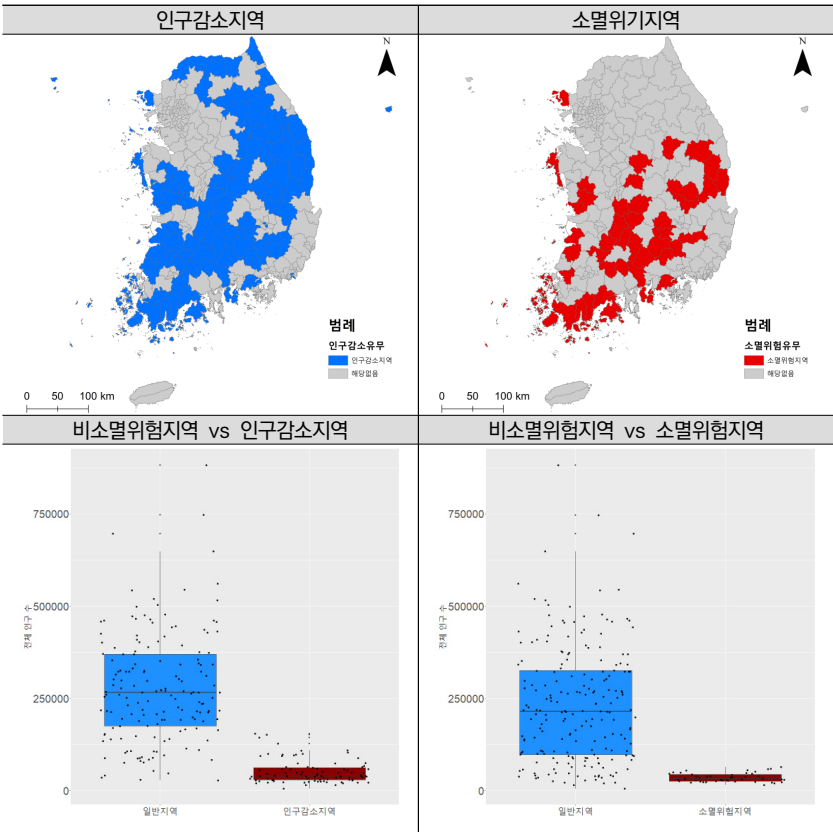 인구감소지역
소멸위기지역
N
N
범례
인구감소유무
인구감소지역
해당없음
0 50 100 km
범례
소멸위험유무
소멸위험지역
해당없음
0 50 100 km
비소멸위험지역 vs 인구감소지역
비소멸위험지역 vs 소멸위험지역
전체 인구 수
750000
500000
250000
0
일반지역
인구감소지역
전체 인구 수
750000
500000
250000
0
일반지역
소멸위험지역